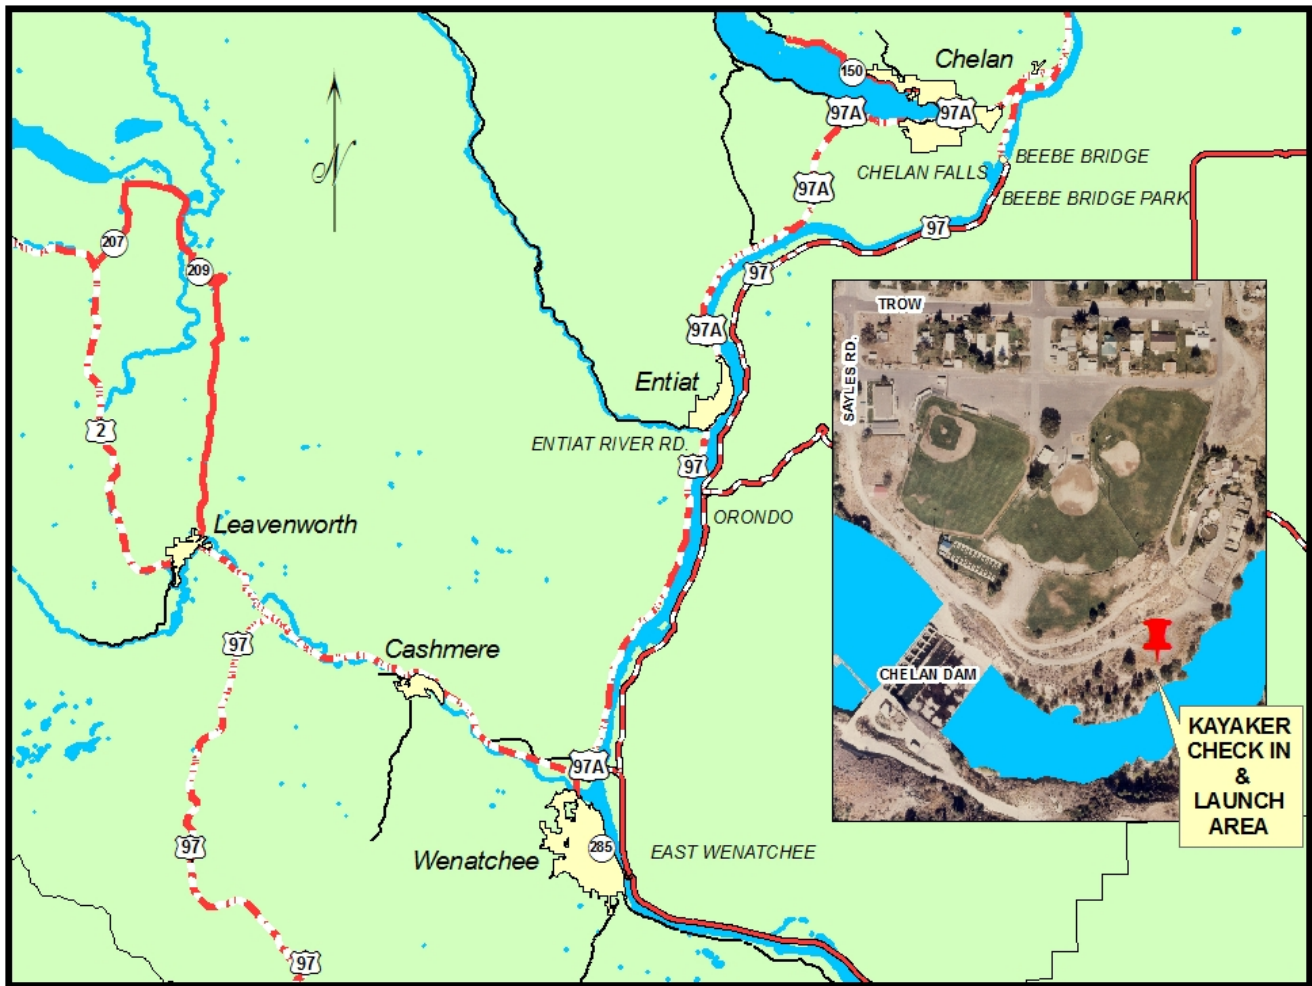 Chelan
150
97A
97A
BEEBE BRIDGE
CHELAN FALLS
97A
BEEBE BRIDGE PARK
N
97
207
209
97
TROW
SAYLES RD.
97A
Entiat
2
ENTIAT RIVER RD.
97
ORONDO
Leavenworth
97
Cashmere
CHELAN DAM
KAYAKER
CHECK IN
&
LAUNCH
AREA
97A
97
Wenatchee
285
EAST WENATCHEE
97